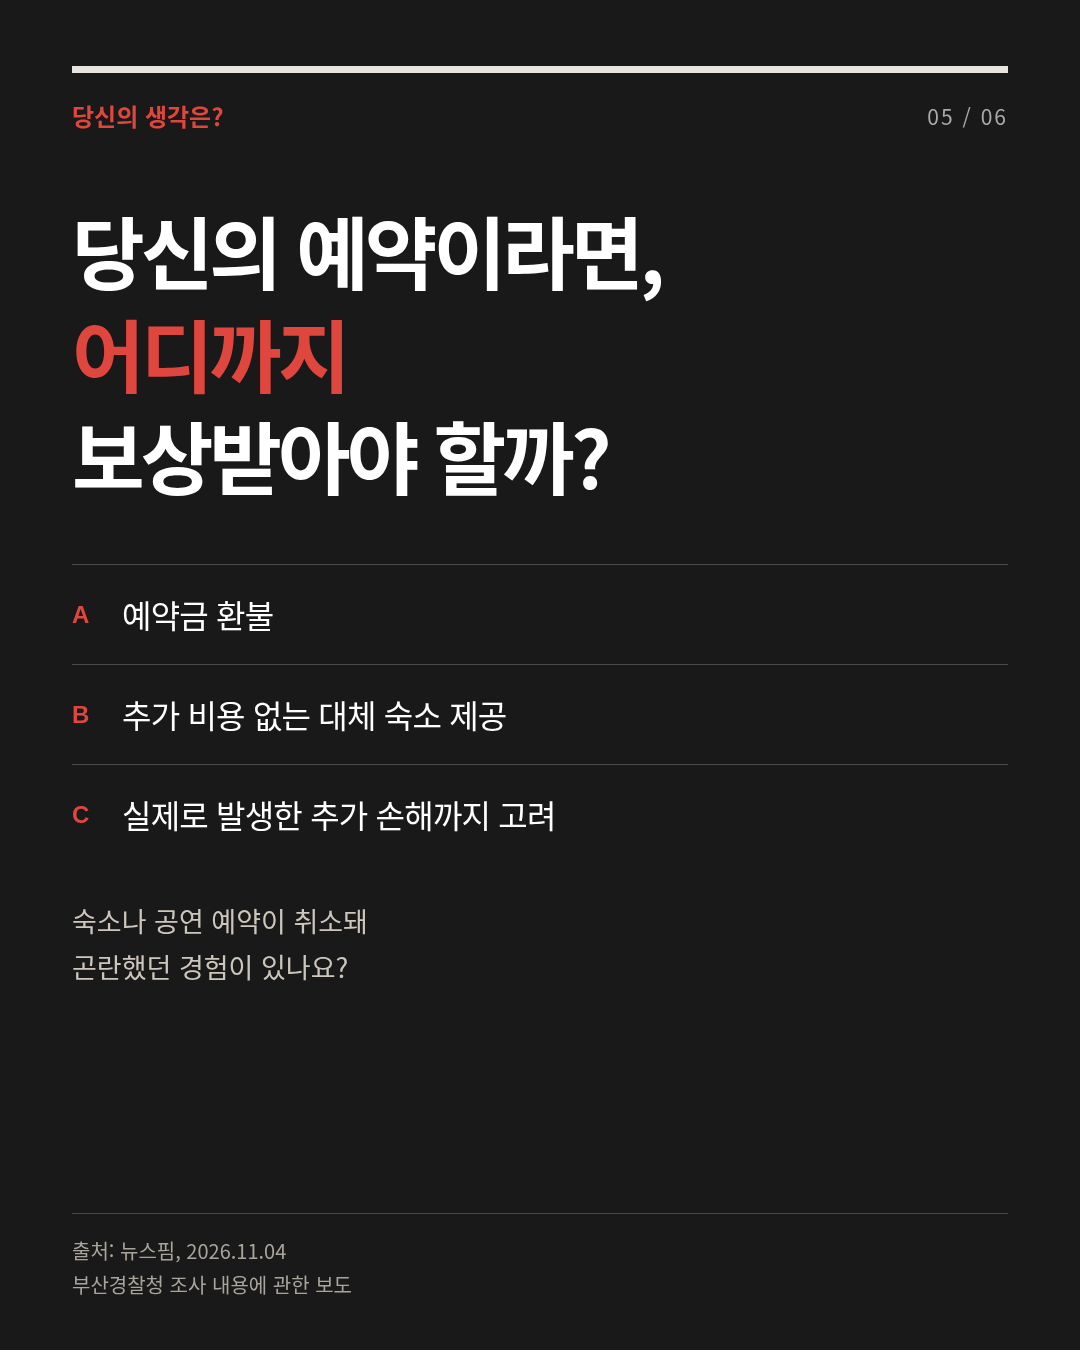 당신의 생각은?
05 / 06
당신의 예약이라면,
어디까지
보상받아야 할까?
A 예약금 환불
B 추가 비용 없는 대체 숙소 제공
C 실제로 발생한 추가 손해까지 고려
숙소나 공연 예약이 취소돼
곤란했던 경험이 있나요?
출처: 뉴스핌, 2026.11.04
부산경찰청 조사 내용에 관한 보도